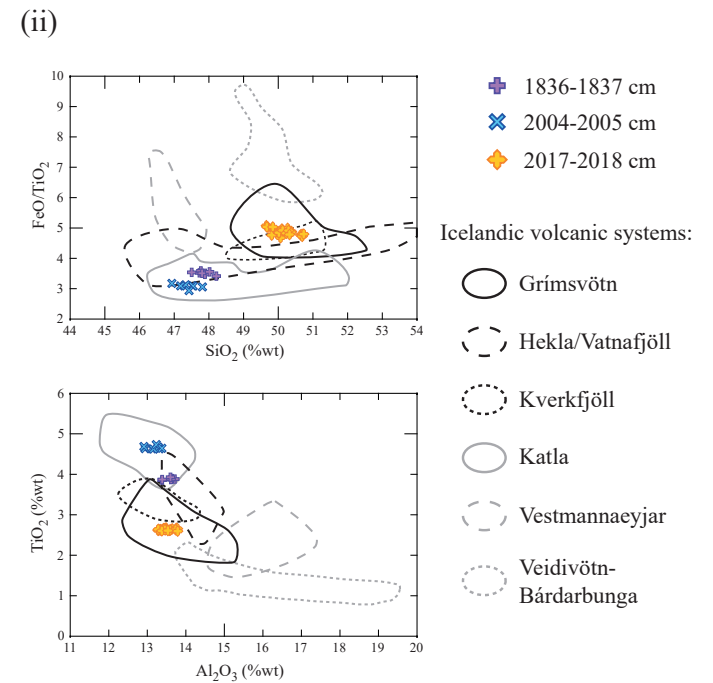 (ii)
10
9
8
7
6
5
4
3
2
FeO/TiO₂
44 45 46 47 48 49 50 51 52 53 54
SiO₂ (%wt)
6
5
4
3
2
1
0
TiO₂ (%wt)
11 12 13 14 15 16 17 18 19 20
Al₂O₃ (%wt)
1836-1837 cm
2004-2005 cm
2017-2018 cm
Icelandic volcanic systems:
Grímsvötn
Hekla/Vatnafjöll
Kverkfjöll
Katla
Vestmannaeyjar
Veidivötn-
Bárdarbunga